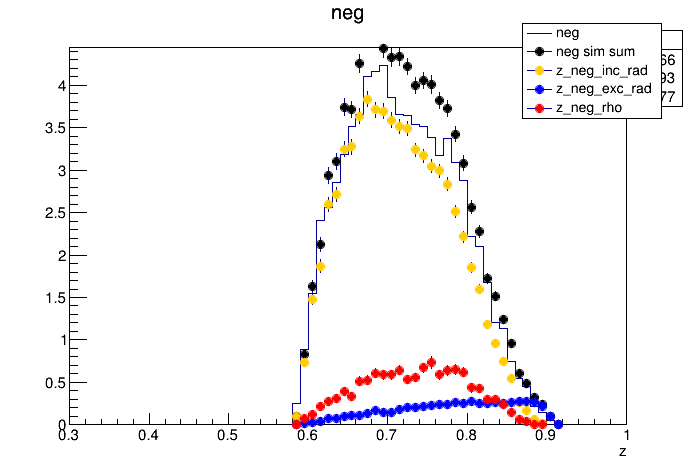 neg
neg
neg sim sum
z_neg_inc_rad
z_neg_exc_rad
z_neg_rho
66
93
77
4
3.5
3
2.5
2
1.5
1
0.5
0
0.3 0.4 0.5 0.6 0.7 0.8 0.9 1
z